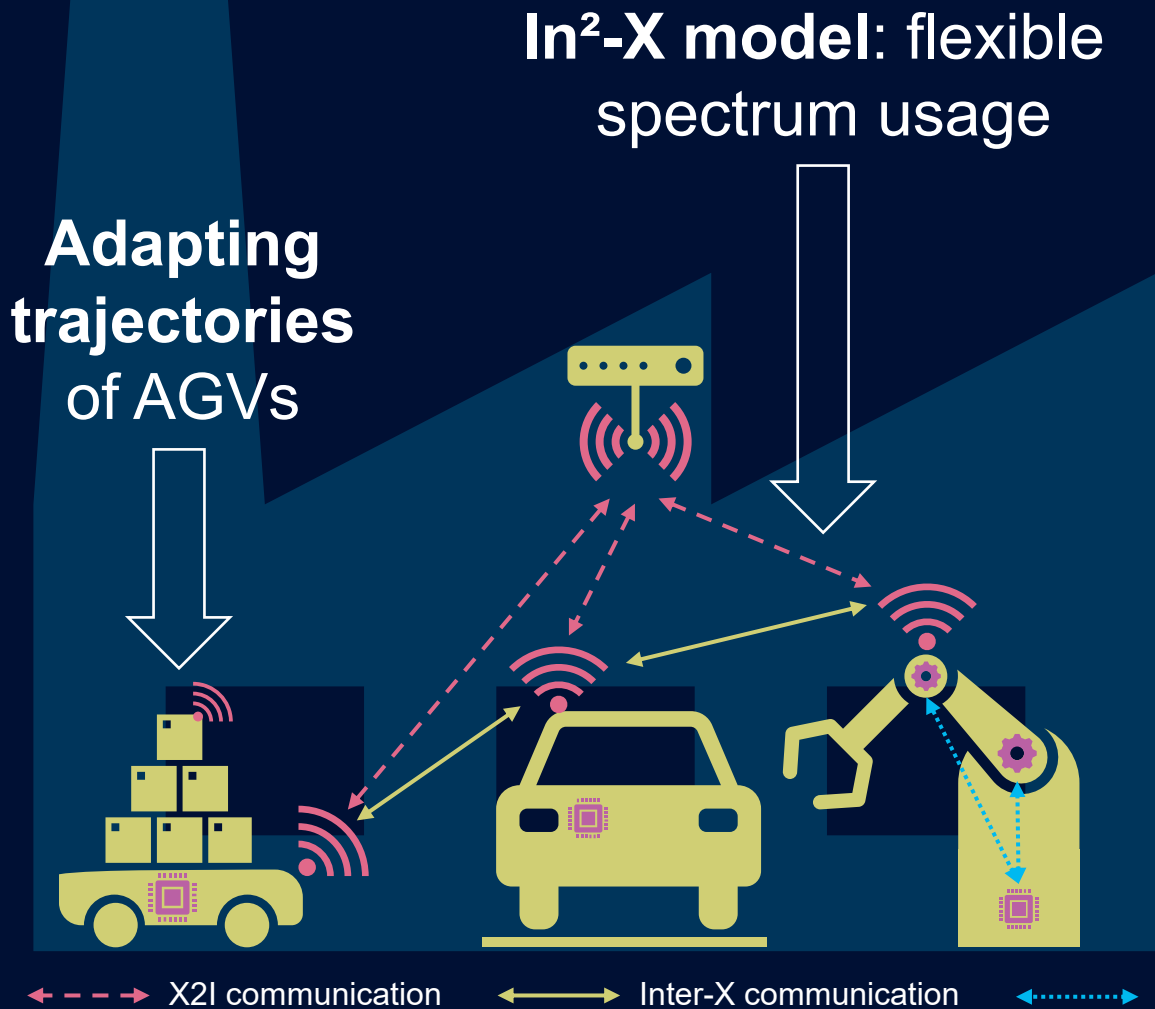 In²-X model: flexible
spectrum usage
Adapting
trajectories
of AGVs
X2I communication
Inter-X communication